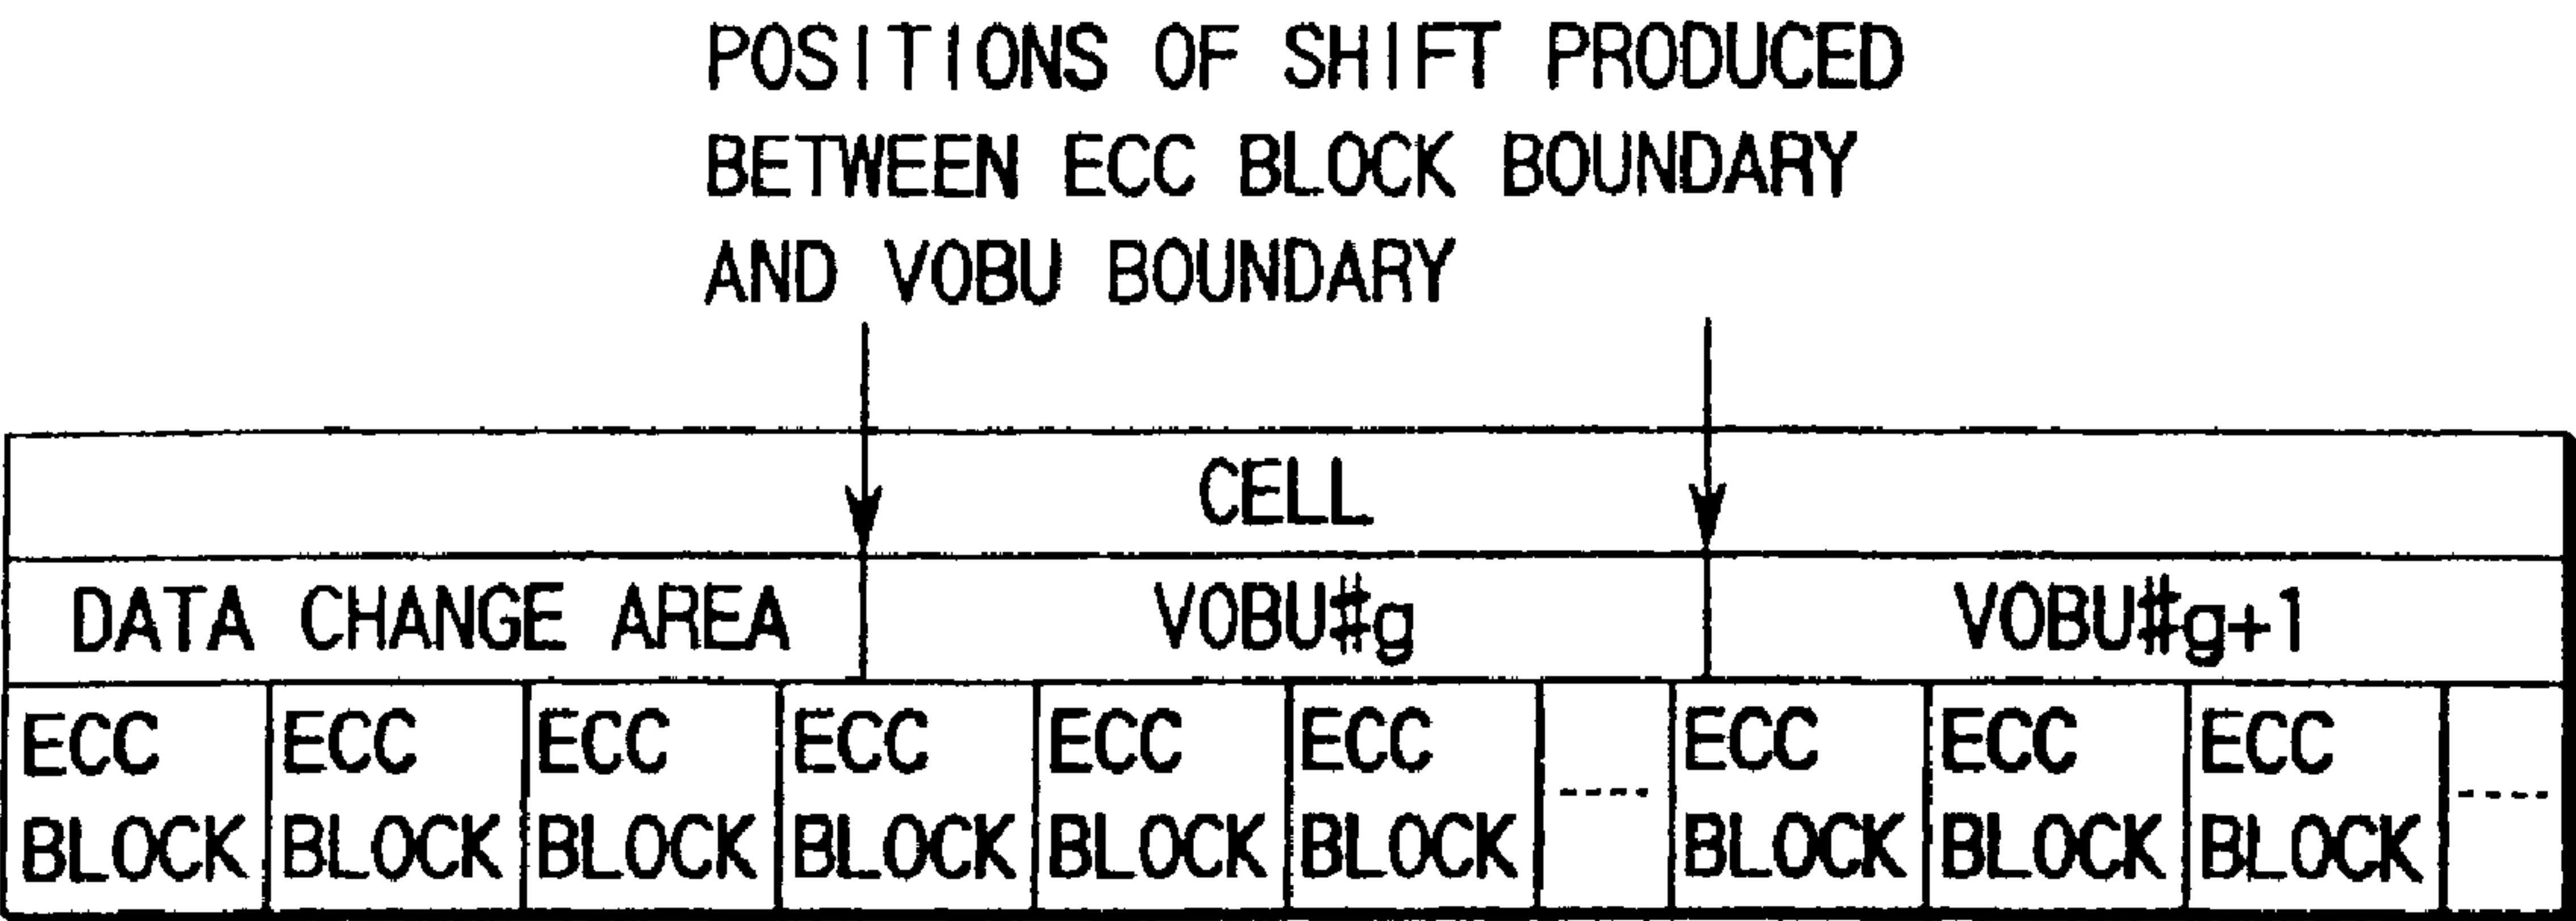 POSITIONS OF SHIFT PRODUCED
BETWEEN ECC BLOCK BOUNDARY
AND VOBU BOUNDARY
CELL
DATA CHANGE AREA VOBU#g VOBU#g+1
ECC ECC ECC ECC ECC ECC ---- ECC ECC ECC ----
BLOCK BLOCK BLOCK BLOCK BLOCK BLOCK BLOCK BLOCK BLOCK